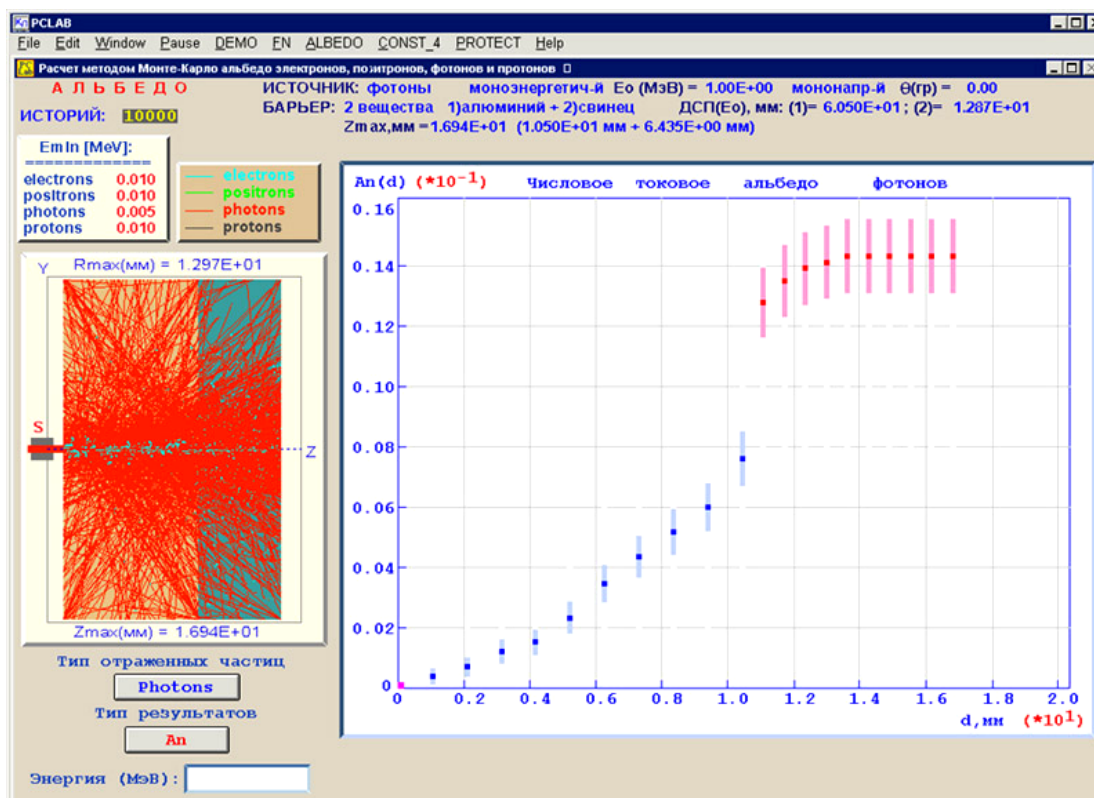 PCLAB
File Edit Window Pause DEMO FN ALBEDO CONST_4 PROTECT Help
Расчет методом Монте-Карло альбедо электронов, позитронов, фотонов и протонов
АЛЬБЕДО
ИСТОЧНИК: фотоны моноэнергетич-й Eo (МэВ) = 1.00E+00 мононапр-й Θ(гр) = 0.00
БАРЬЕР: 2 вещества 1)алюминий + 2)свинец ДСП(Eo), мм: (1)= 6.050E+01 ; (2)= 1.287E+01
ИСТОРИЙ: 10000
Zmax,мм =1.694E+01 (1.050E+01 мм + 6.435E+00 мм)
Emin [MeV]:
=============
electrons 0.010
positrons 0.010
photons 0.005
protons 0.010
electrons
positrons
photons
protons
An(d) (*10⁻¹) Числовое токовое альбедо фотонов
0.16
0.14
0.12
0.10
0.08
0.06
0.04
0.02
0
0 0.2 0.4 0.6 0.8 1.0 1.2 1.4 1.6 1.8 2.0
d,мм (*10¹)
Y Rmax(мм) = 1.297E+01
S
Z
Zmax(мм) = 1.694E+01
Тип отраженных частиц
Photons
Тип результатов
An
Энергия (МэВ):